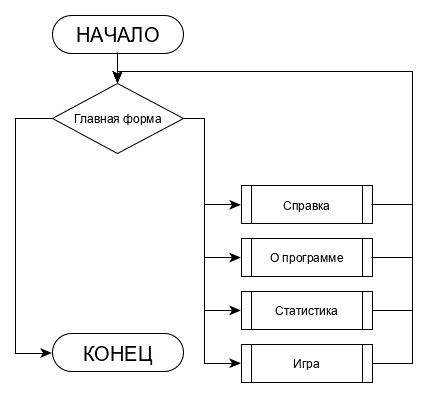 НАЧАЛО
Главная форма
Справка
О программе
Статистика
Игра
КОНЕЦ